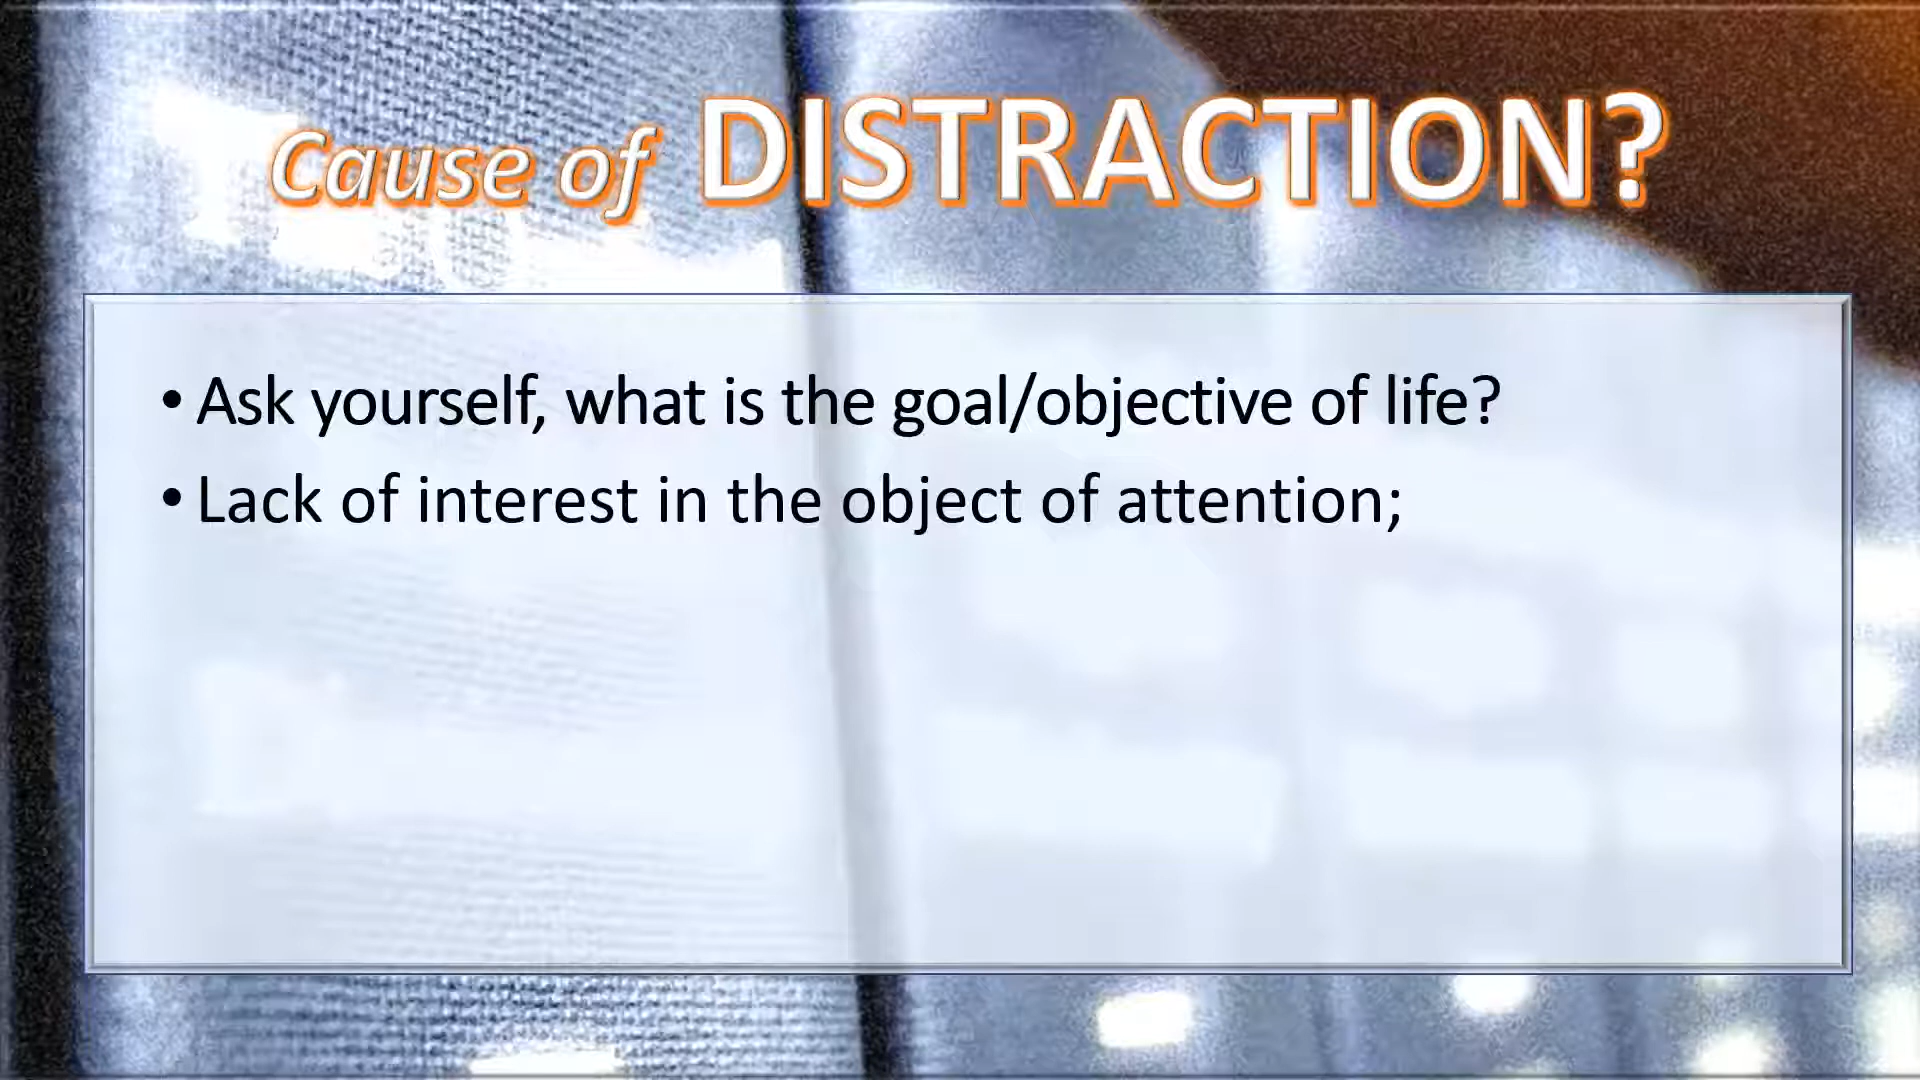 Cause of DISTRACTION?
• Ask yourself, what is the goal/objective of life?
• Lack of interest in the object of attention;